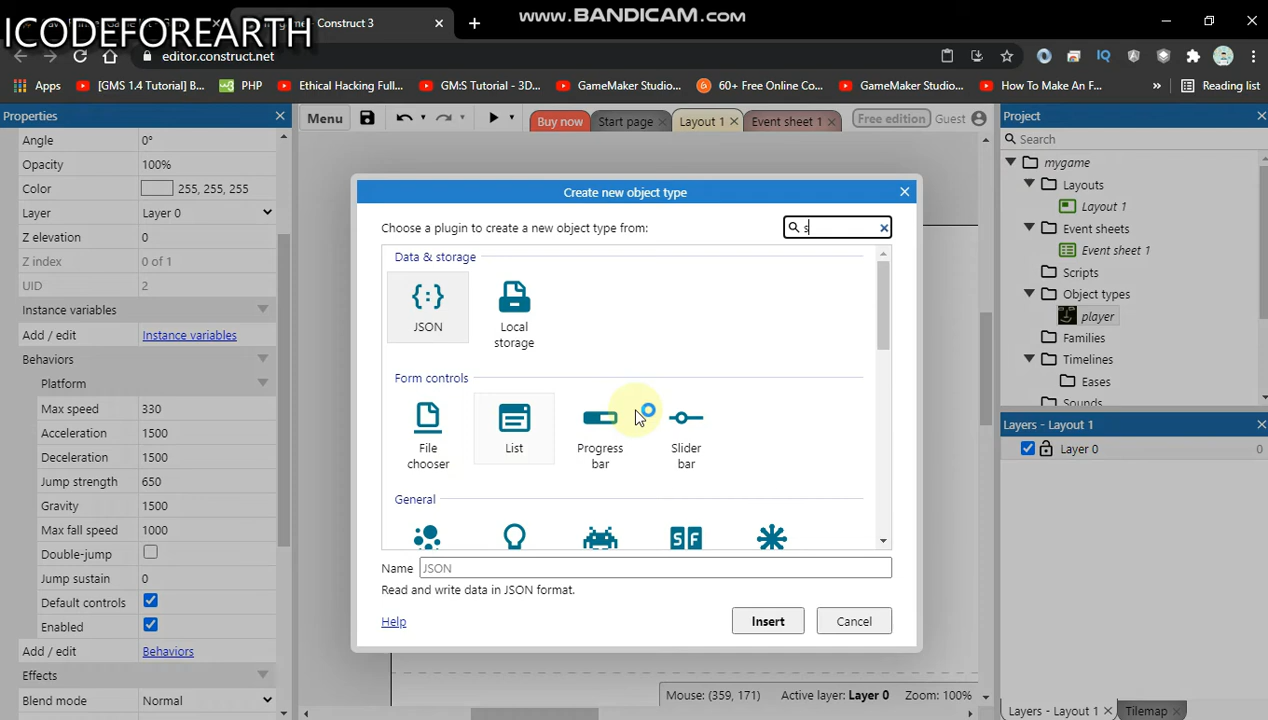 www.BANDICAM.com
ICODEFOREARTH
Construct 3
editor.construct.net
Apps
[GMS 1.4 Tutorial] B...
PHP
Ethical Hacking Full...
GM:S Tutorial - 3D...
GameMaker Studio...
60+ Free Online Co...
GameMaker Studio...
How To Make An F...
»
Reading list
Properties
Angle 0°
Opacity 100%
Color 255, 255, 255
Layer Layer 0
Z elevation 0
Z index 0 of 1
UID 2
Instance variables
Add / edit Instance variables
Behaviors
Platform
Max speed 330
Acceleration 1500
Deceleration 1500
Jump strength 650
Gravity 1500
Max fall speed 1000
Double-jump
Jump sustain 0
Default controls
Enabled
Add / edit Behaviors
Effects
Blend mode Normal
Menu
Buy now
Start page
Layout 1
Event sheet 1
Free edition
Guest
Create new object type
Choose a plugin to create a new object type from:
s
Data & storage
JSON
Local
storage
Form controls
File
chooser
List
Progress
bar
Slider
bar
General
SF
Name JSON
Read and write data in JSON format.
Help
Insert
Cancel
Mouse: (359, 171) Active layer: Layer 0 Zoom: 100%
Project
Search
mygame
Layouts
Layout 1
Event sheets
Event sheet 1
Scripts
Object types
player
Families
Timelines
Eases
Sounds
Layers - Layout 1
Layer 0 0
Layers - Layout 1
Tilemap